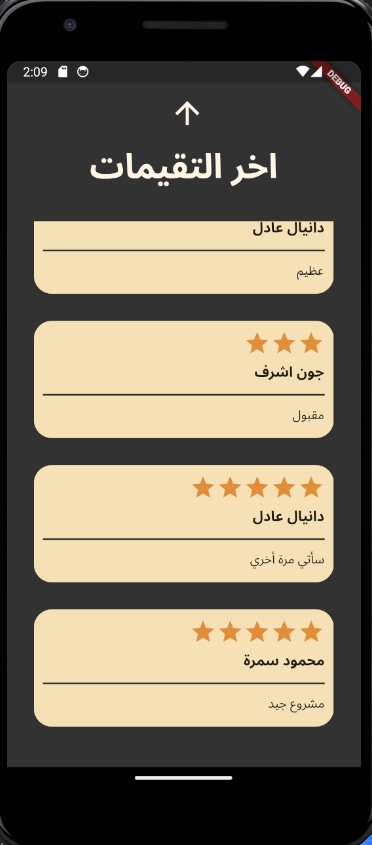 2:09
DEBUG
اخر التقيمات
دانيال عادل
عظيم
جون اشرف
مقبول
دانيال عادل
سأتي مرة أخري
محمود سمرة
مشروع جيد